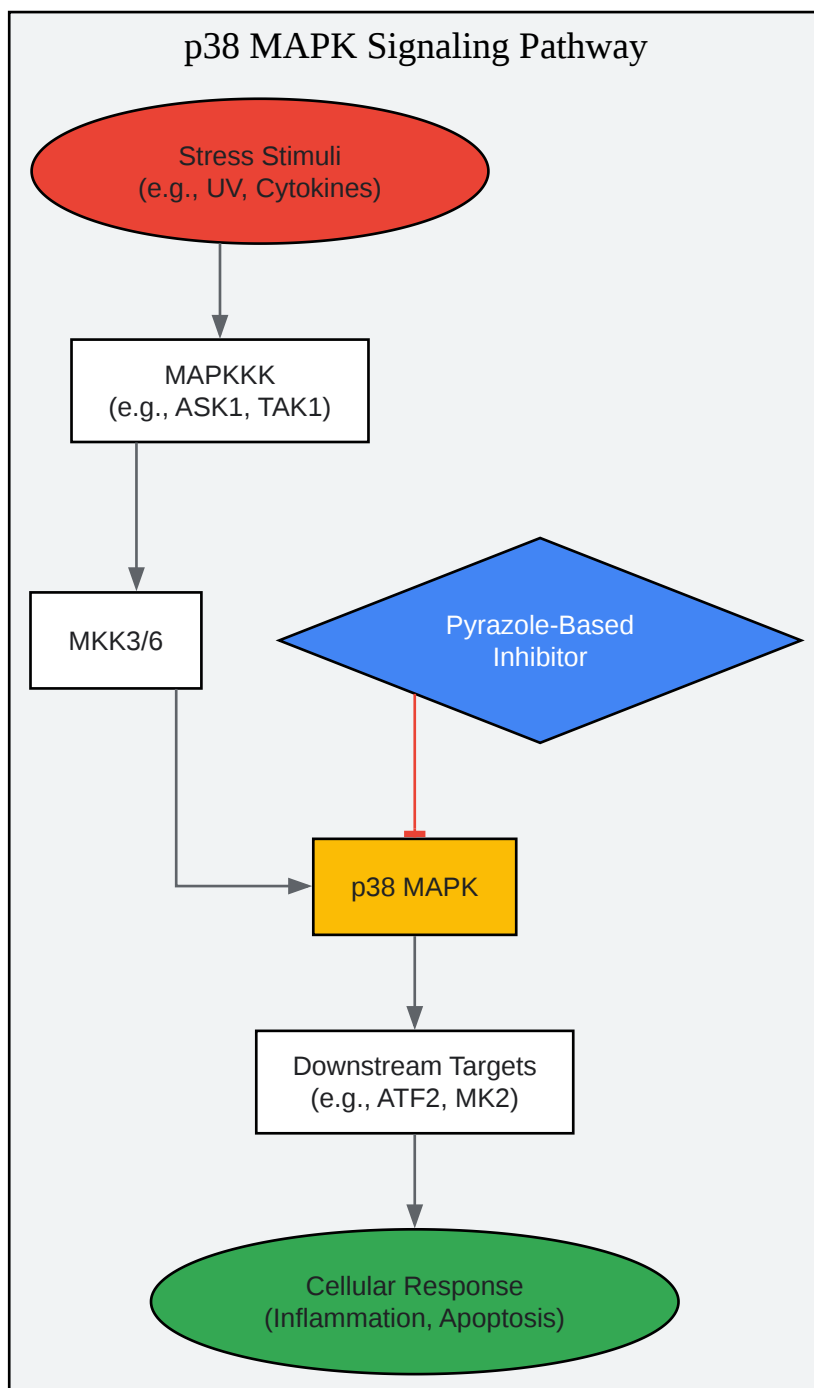 p38 MAPK Signaling Pathway
Stress Stimuli
(e.g., UV, Cytokines)
MAPKKK
(e.g., ASK1, TAK1)
MKK3/6
Pyrazole-Based
Inhibitor
p38 MAPK
Downstream Targets
(e.g., ATF2, MK2)
Cellular Response
(Inflammation, Apoptosis)